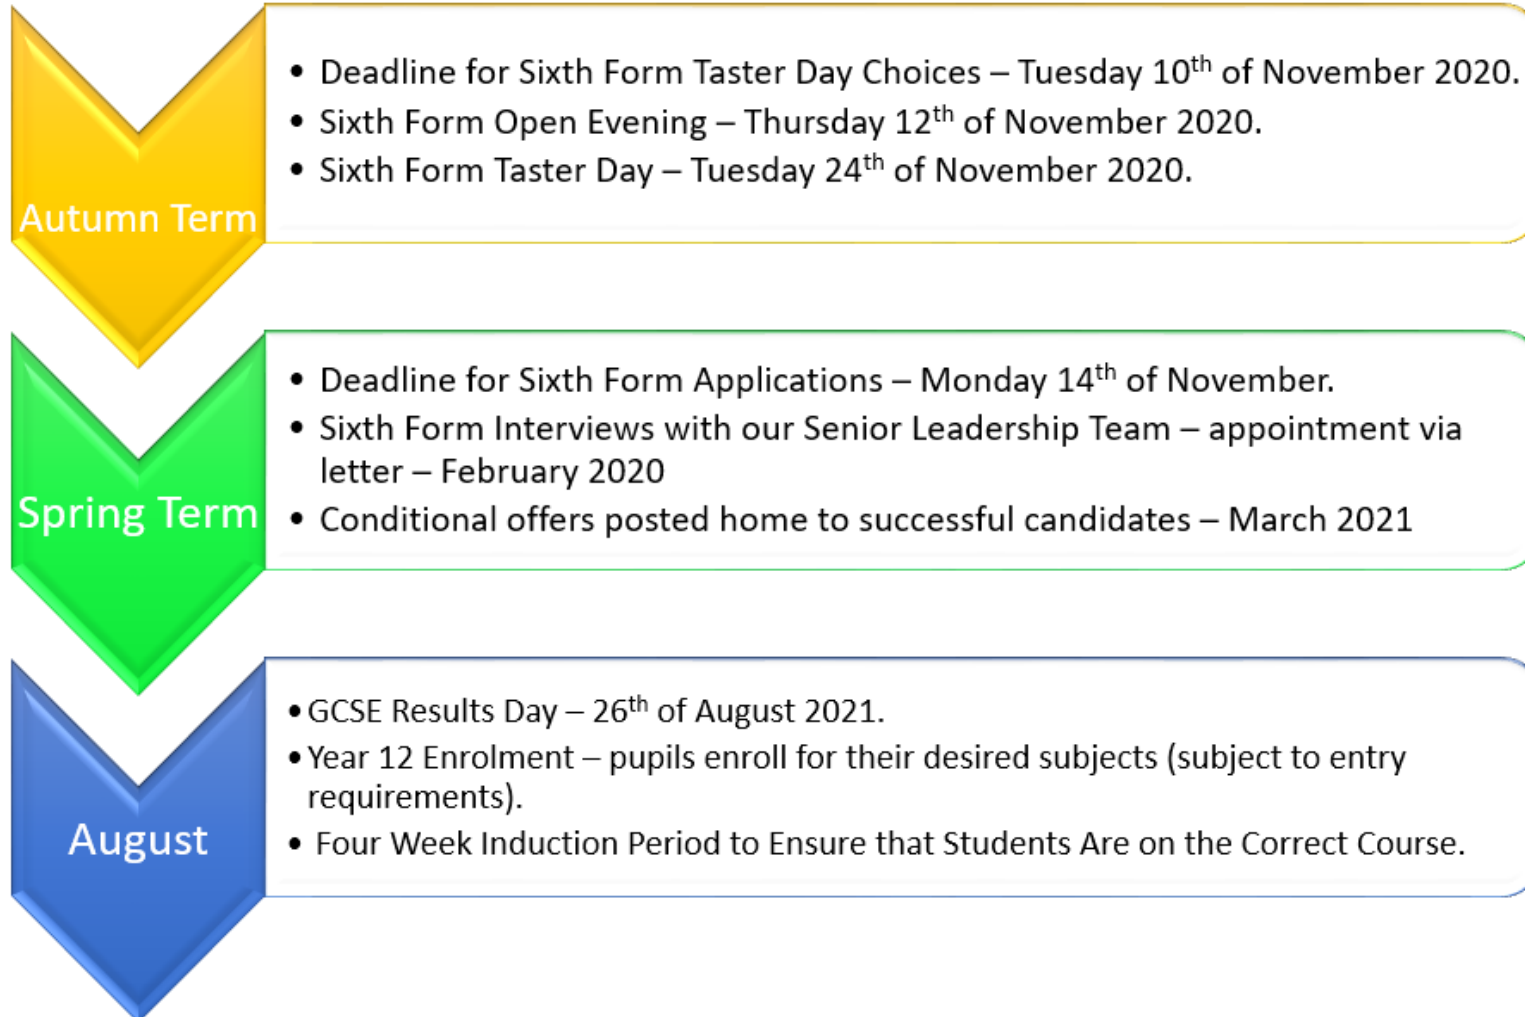 Autumn Term
• Deadline for Sixth Form Taster Day Choices – Tuesday 10th of November 2020.
• Sixth Form Open Evening – Thursday 12th of November 2020.
• Sixth Form Taster Day – Tuesday 24th of November 2020.
Spring Term
• Deadline for Sixth Form Applications – Monday 14th of November.
• Sixth Form Interviews with our Senior Leadership Team – appointment via
letter – February 2020
• Conditional offers posted home to successful candidates – March 2021
August
• GCSE Results Day – 26th of August 2021.
• Year 12 Enrolment – pupils enroll for their desired subjects (subject to entry
requirements).
• Four Week Induction Period to Ensure that Students Are on the Correct Course.